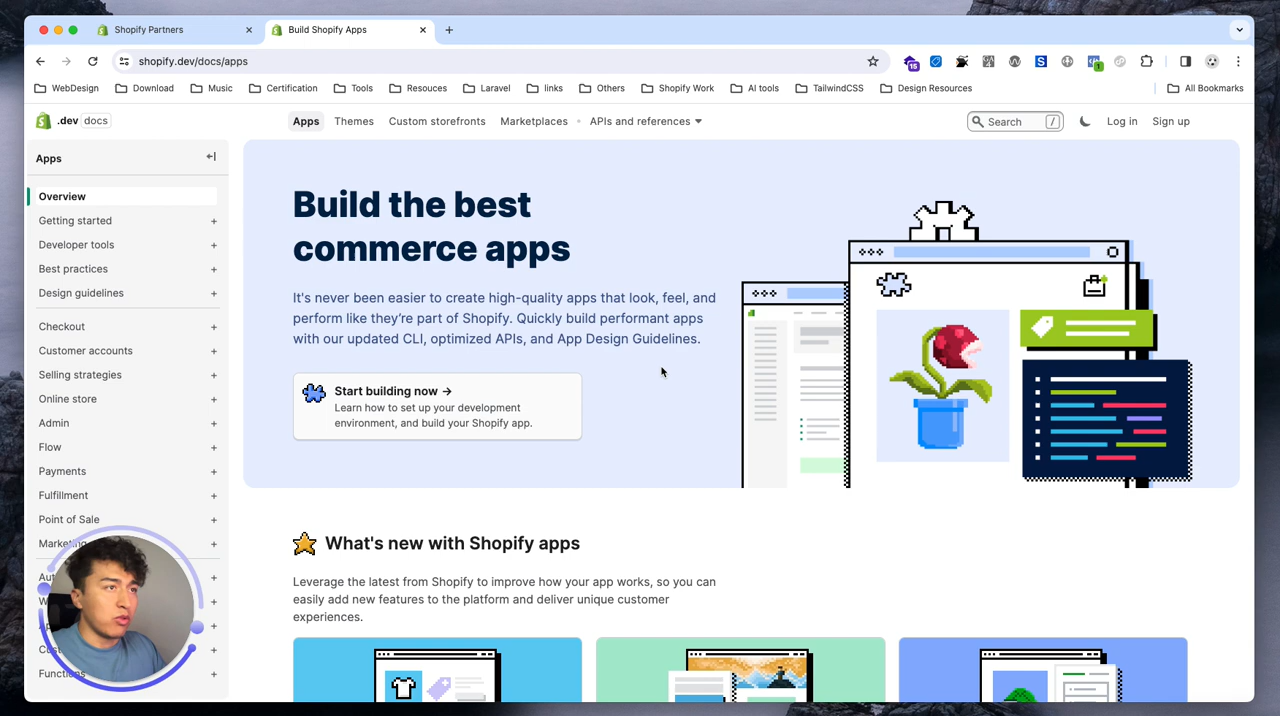 Shopify Partners
Build Shopify Apps
shopify.dev/docs/apps
15
S
1
WebDesign
Download
Music
Certification
Tools
Resouces
Laravel
links
Others
Shopify Work
AI tools
TailwindCSS
Design Resources
All Bookmarks
.dev docs
Apps
Themes
Custom storefronts
Marketplaces
APIs and references
Search
/
Log in
Sign up
Apps
Overview
Getting started
Developer tools
Best practices
Design guidelines
Checkout
Customer accounts
Selling strategies
Online store
Admin
Flow
Payments
Fulfillment
Point of Sale
Build the best
commerce apps
It's never been easier to create high-quality apps that look, feel, and
perform like they're part of Shopify. Quickly build performant apps
with our updated CLI, optimized APIs, and App Design Guidelines.
Start building now →
Learn how to set up your development
environment, and build your Shopify app.
What's new with Shopify apps
Leverage the latest from Shopify to improve how your app works, so you can
easily add new features to the platform and deliver unique customer
experiences.